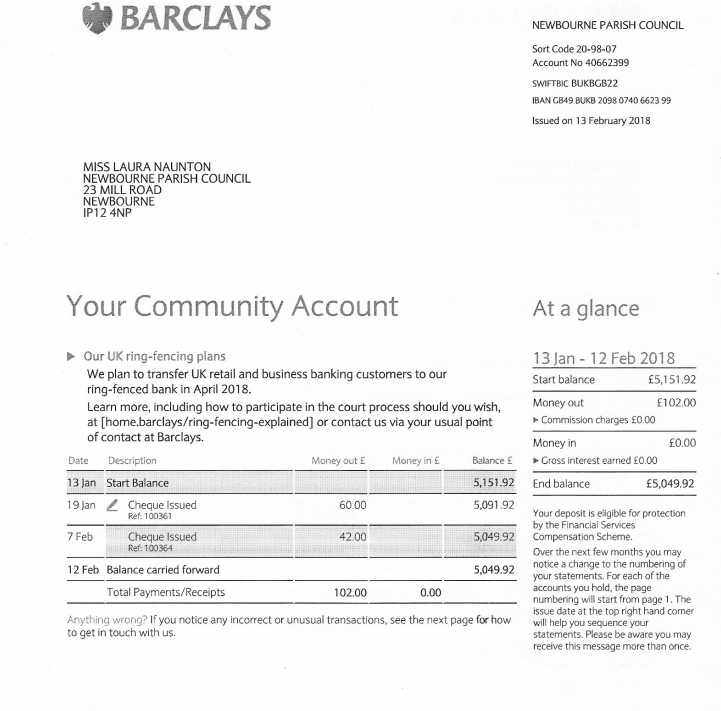 BARCLAYS
NEWBOURNE PARISH COUNCIL
Sort Code 20-98-07
Account No 40662399
SWIFTBIC BUKBGB22
IBAN GB49 BUKB 2098 0740 6623 99
Issued on 13 February 2018
MISS LAURA NAUNTON
NEWBOURNE PARISH COUNCIL
23 MILL ROAD
NEWBOURNE
IP12 4NP
Your Community Account
Our UK ring-fencing plans
We plan to transfer UK retail and business banking customers to our
ring-fenced bank in April 2018.
Learn more, including how to participate in the court process should you wish,
at [home.barclays/ring-fencing-explained] or contact us via your usual point
of contact at Barclays.
Date Description Money out £ Money in £ Balance £
13 Jan Start Balance 5,151.92
19 Jan Cheque Issued 60.00 5,091.92
Ref: 100361
7 Feb Cheque Issued 42.00 5,049.92
Ref: 100364
12 Feb Balance carried forward 5,049.92
Total Payments/Receipts 102.00 0.00
Anything wrong? If you notice any incorrect or unusual transactions, see the next page for how
to get in touch with us.
At a glance
13 Jan - 12 Feb 2018
Start balance £5,151.92
Money out £102.00
Commission charges £0.00
Money in £0.00
Gross interest earned £0.00
End balance £5,049.92
Your deposit is eligible for protection
by the Financial Services
Compensation Scheme.
Over the next few months you may
notice a change to the numbering of
your statements. For each of the
accounts you hold, the page
numbering will start from page 1. The
issue date at the top right hand corner
will help you sequence your
statements. Please be aware you may
receive this message more than once.